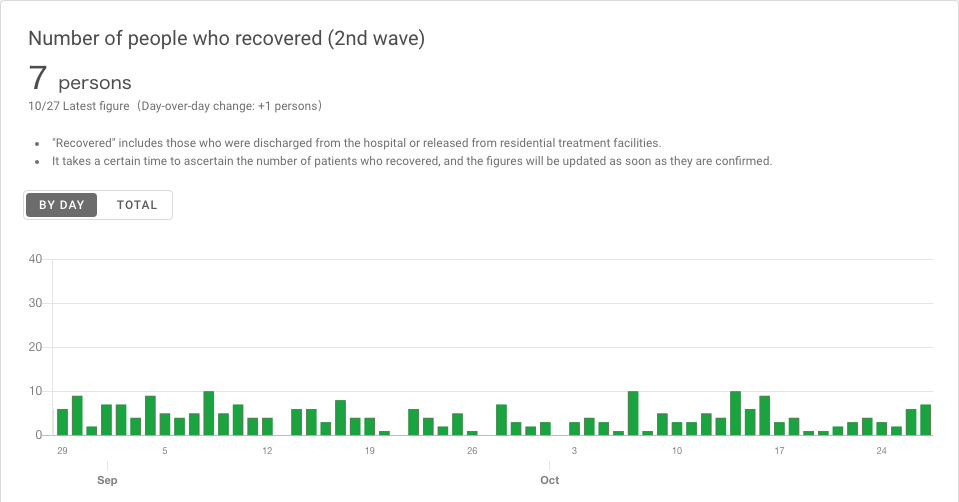 Number of people who recovered (2nd wave)
7 persons
10/27 Latest figure（Day-over-day change: +1 persons）
"Recovered" includes those who were discharged from the hospital or released from residential treatment facilities.
It takes a certain time to ascertain the number of patients who recovered, and the figures will be updated as soon as they are confirmed.
BY DAY TOTAL
40
30
20
10
0
29 5 12 19 26 3 10 17 24
Sep Oct